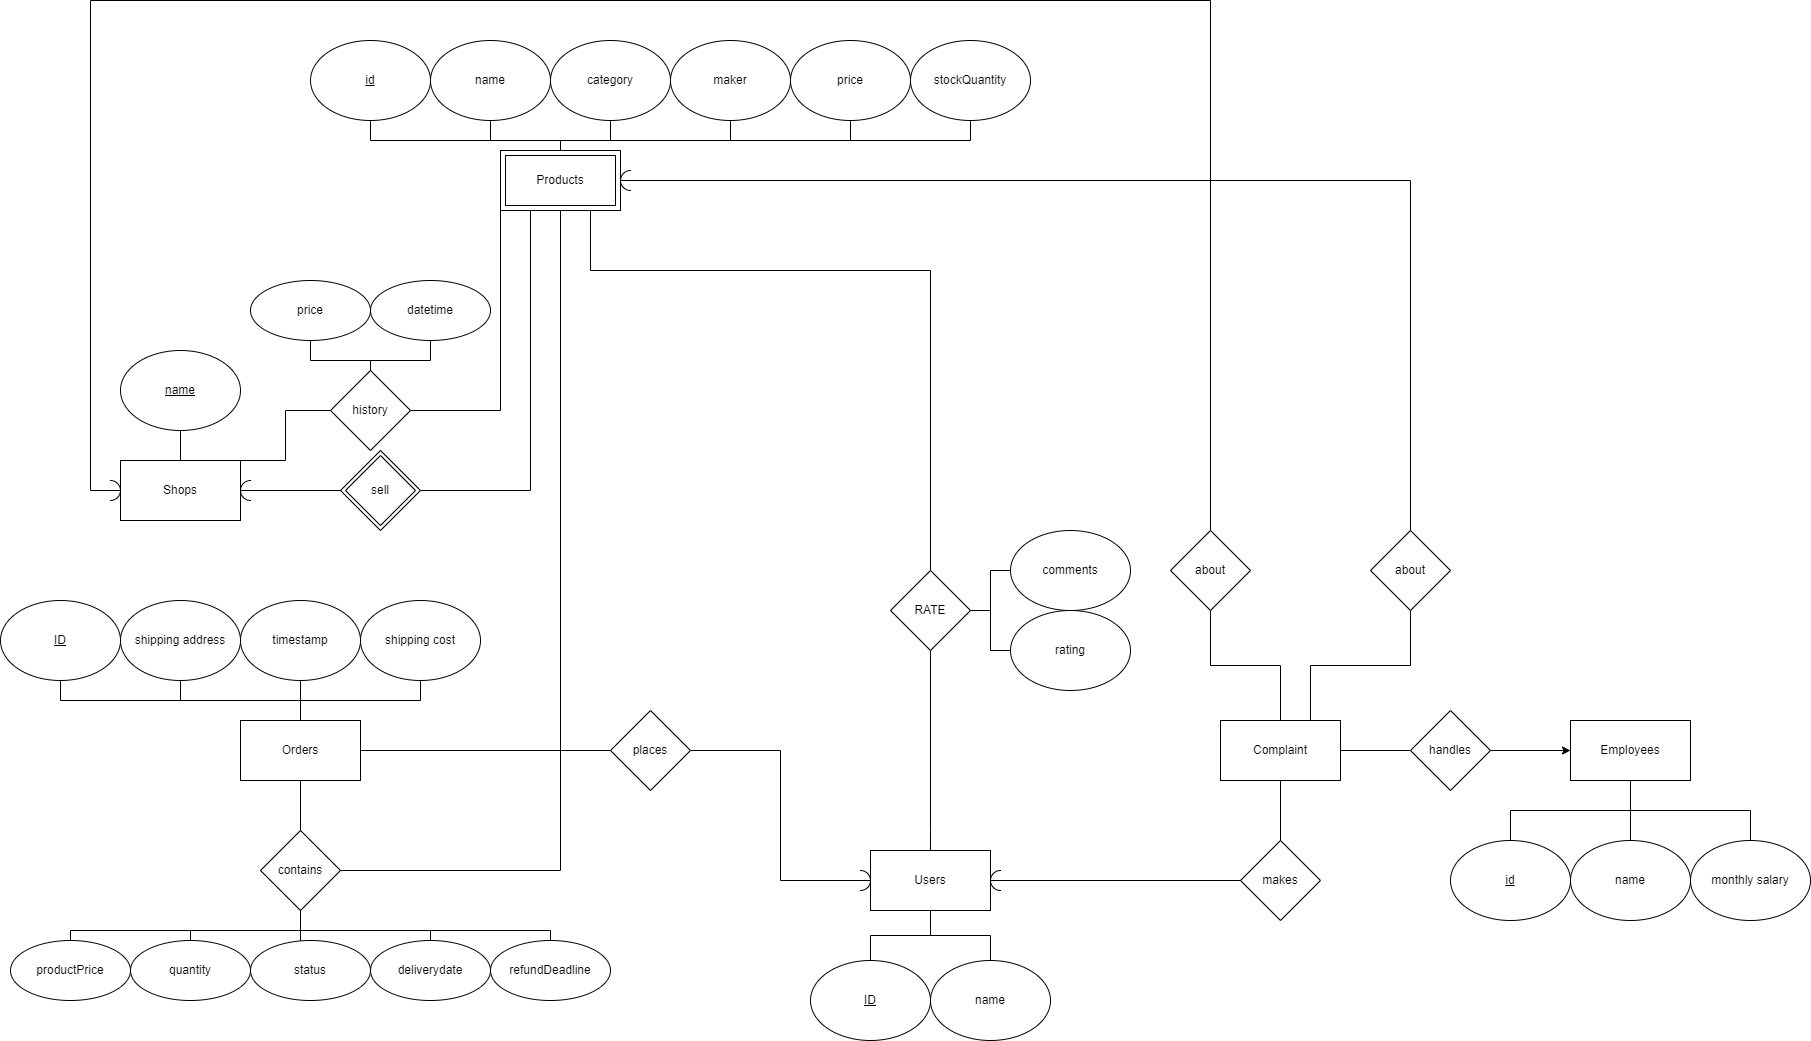 id
name
category
maker
price
stockQuantity
Products
price
datetime
name
history
Shops
sell
about
about
comments
RATE
rating
ID
shipping address
timestamp
shipping cost
Orders
places
Complaint
handles
Employees
contains
Users
makes
id
name
monthly salary
productPrice
quantity
status
deliverydate
refundDeadline
ID
name